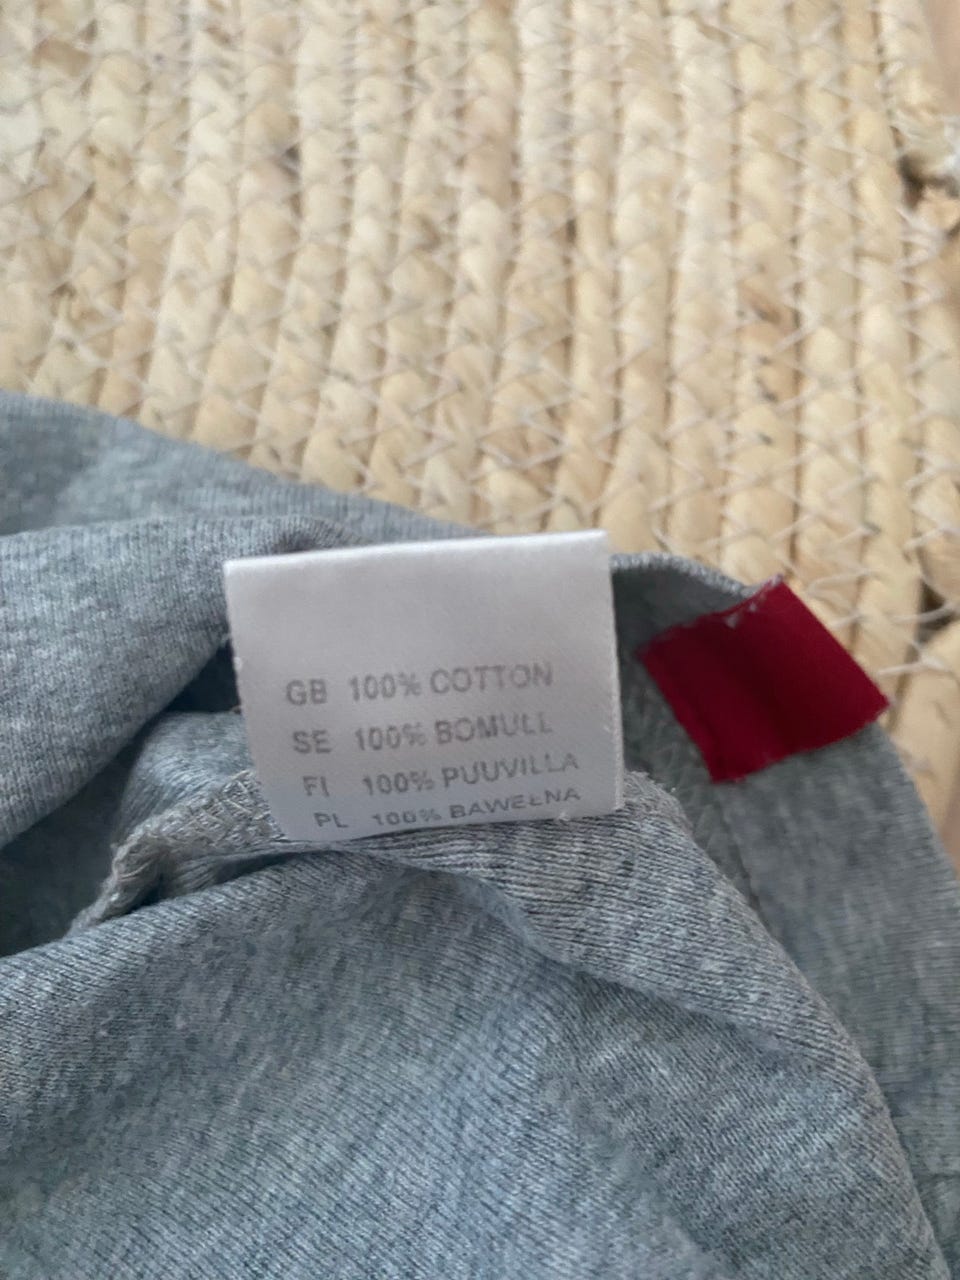 GB 100% COTTON
SE 100% BOMULL
FI 100% PUUVILLA
PL 100% BAWEŁNA